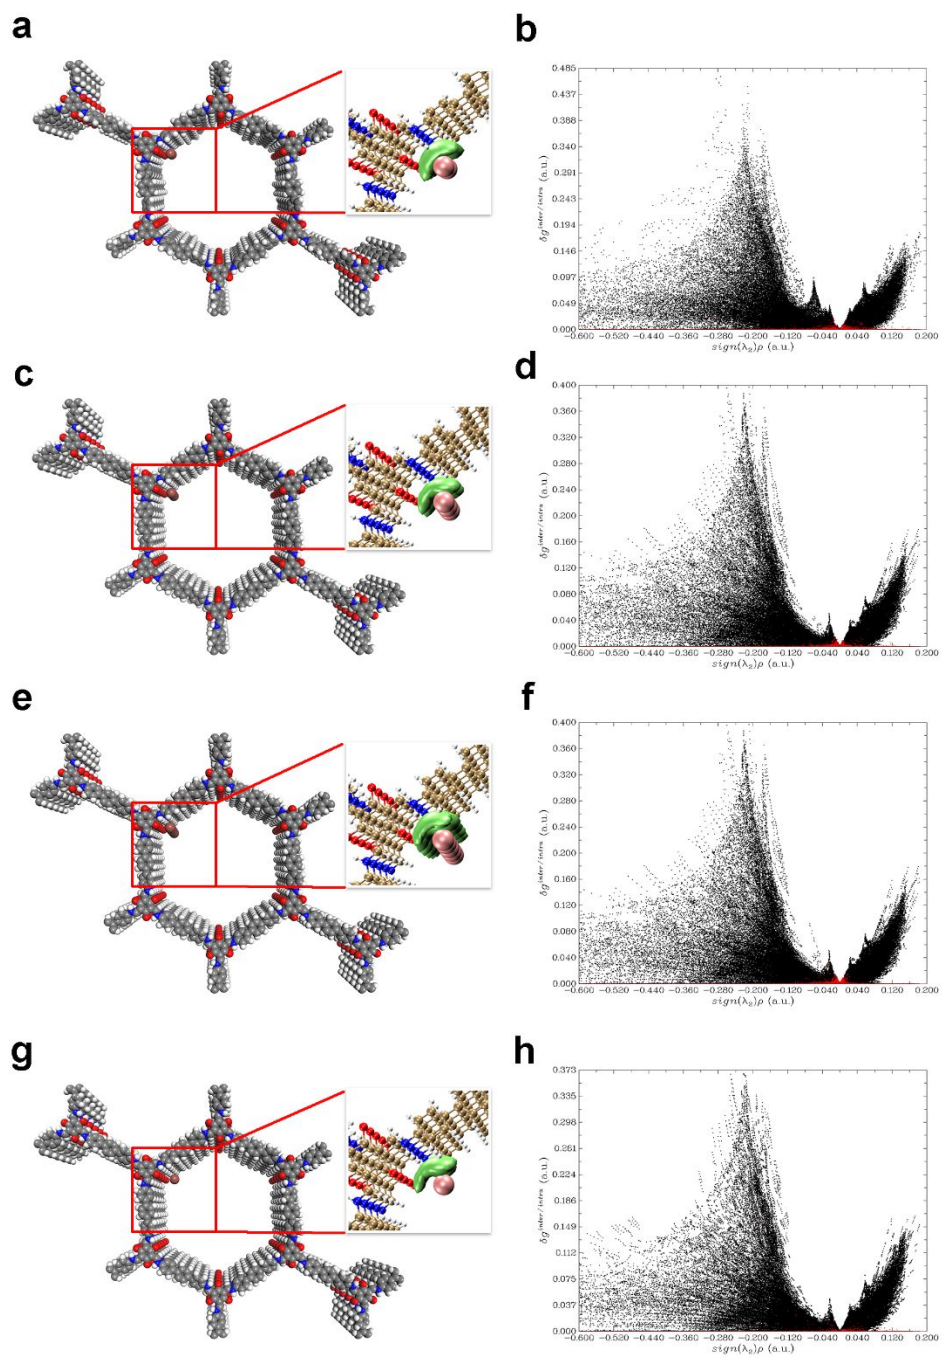 a
b
0.485
0.437
0.388
0.340
0.291
0.243
0.194
0.146
0.097
0.049
0.000
δg^inter/intra (a.u.)
−0.600 −0.520 −0.440 −0.360 −0.280 −0.200 −0.120 −0.040 0.040 0.120 0.200
sign(λ₂)ρ (a.u.)
c
d
0.400
0.360
0.320
0.280
0.240
0.200
0.160
0.120
0.080
0.040
0.000
δg^inter/intra (a.u.)
−0.600 −0.520 −0.440 −0.360 −0.280 −0.200 −0.120 −0.040 0.040 0.120 0.200
sign(λ₂)ρ (a.u.)
e
f
0.400
0.360
0.320
0.280
0.240
0.200
0.160
0.120
0.080
0.040
0.000
δg^inter/intra (a.u.)
−0.600 −0.520 −0.440 −0.360 −0.280 −0.200 −0.120 −0.040 0.040 0.120 0.200
sign(λ₂)ρ (a.u.)
g
h
0.373
0.335
0.298
0.261
0.224
0.186
0.149
0.112
0.075
0.037
0.000
δg^inter/intra (a.u.)
−0.600 −0.520 −0.440 −0.360 −0.280 −0.200 −0.120 −0.040 0.040 0.120 0.200
sign(λ₂)ρ (a.u.)